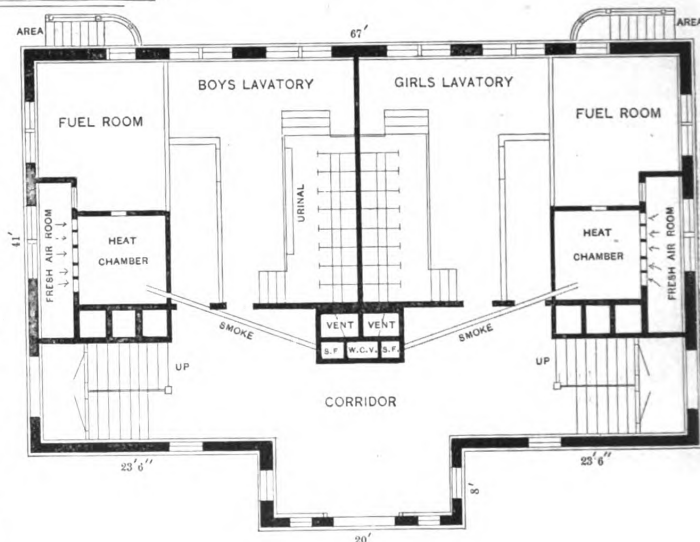 AREA
67'
AREA
BOYS LAVATORY
GIRLS LAVATORY
FUEL ROOM
FUEL ROOM
URINAL
41'
FRESH AIR ROOM
HEAT
CHAMBER
HEAT
CHAMBER
FRESH AIR ROOM
SMOKE
VENT
VENT
SMOKE
S.F
W.C.V.
S.F.
UP
UP
CORRIDOR
23'6"
23'6"
8'
20'